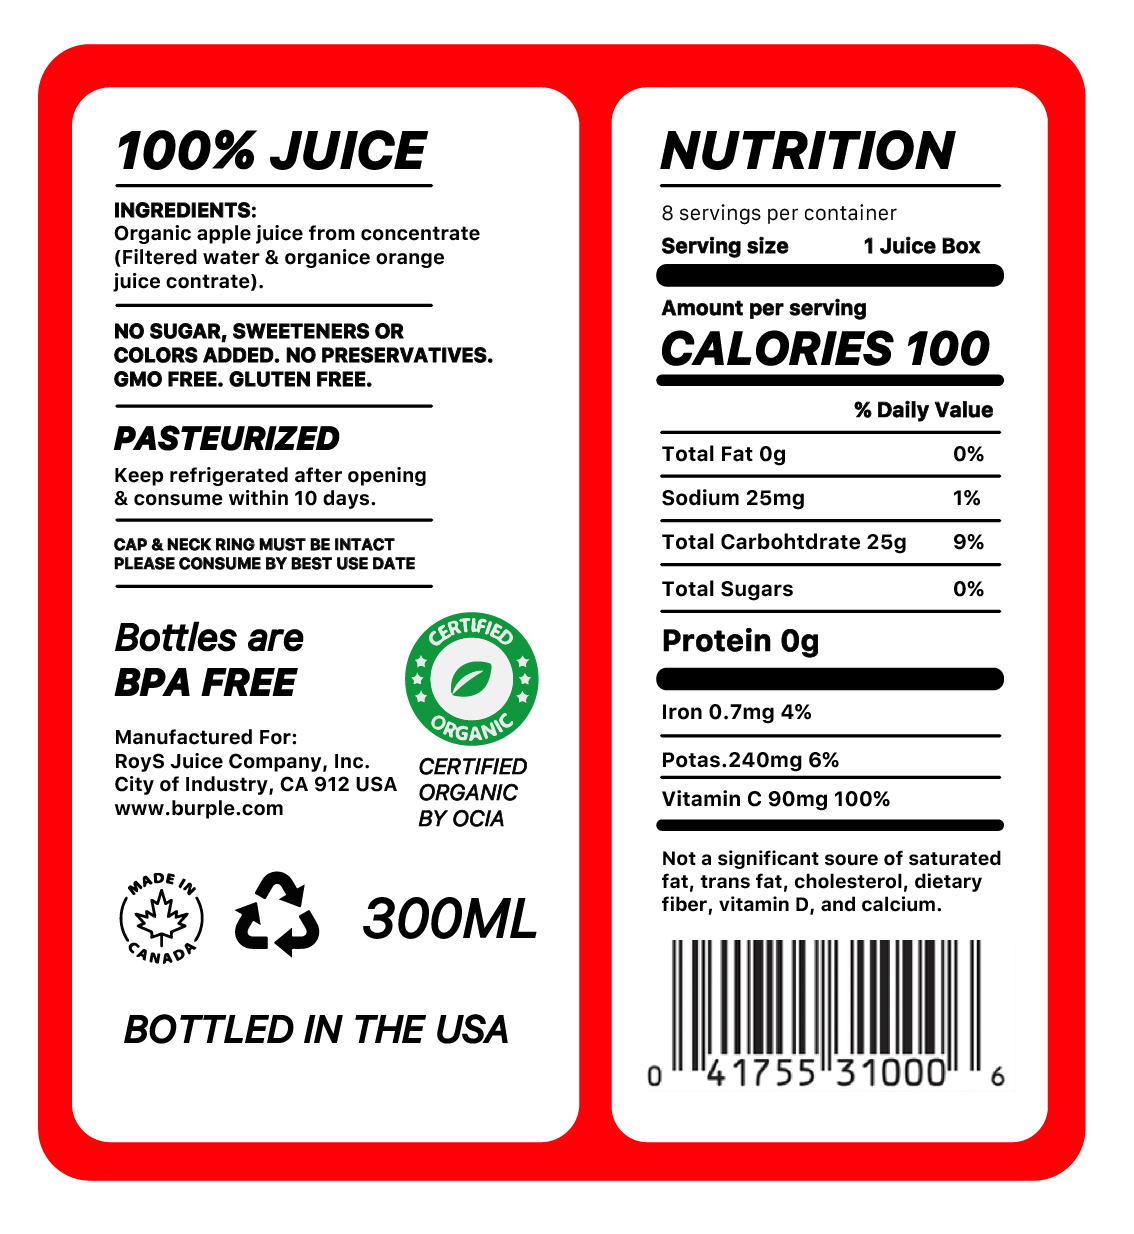 100% JUICE
INGREDIENTS:
Organic apple juice from concentrate
(Filtered water & organice orange
juice contrate).
NO SUGAR, SWEETENERS OR
COLORS ADDED. NO PRESERVATIVES.
GMO FREE. GLUTEN FREE.
PASTEURIZED
Keep refrigerated after opening
& consume within 10 days.
CAP & NECK RING MUST BE INTACT
PLEASE CONSUME BY BEST USE DATE
Bottles are
BPA FREE
Manufactured For:
RoyS Juice Company, Inc.
City of Industry, CA 912 USA
www.burple.com
CERTIFIED
ORGANIC
CERTIFIED
ORGANIC
BY OCIA
MADE IN
CANADA
300ML
BOTTLED IN THE USA
NUTRITION
8 servings per container
Serving size 1 Juice Box
Amount per serving
CALORIES 100
% Daily Value
Total Fat 0g 0%
Sodium 25mg 1%
Total Carbohtdrate 25g 9%
Total Sugars 0%
Protein 0g
Iron 0.7mg 4%
Potas.240mg 6%
Vitamin C 90mg 100%
Not a significant soure of saturated
fat, trans fat, cholesterol, dietary
fiber, vitamin D, and calcium.
0 41755 31000 6